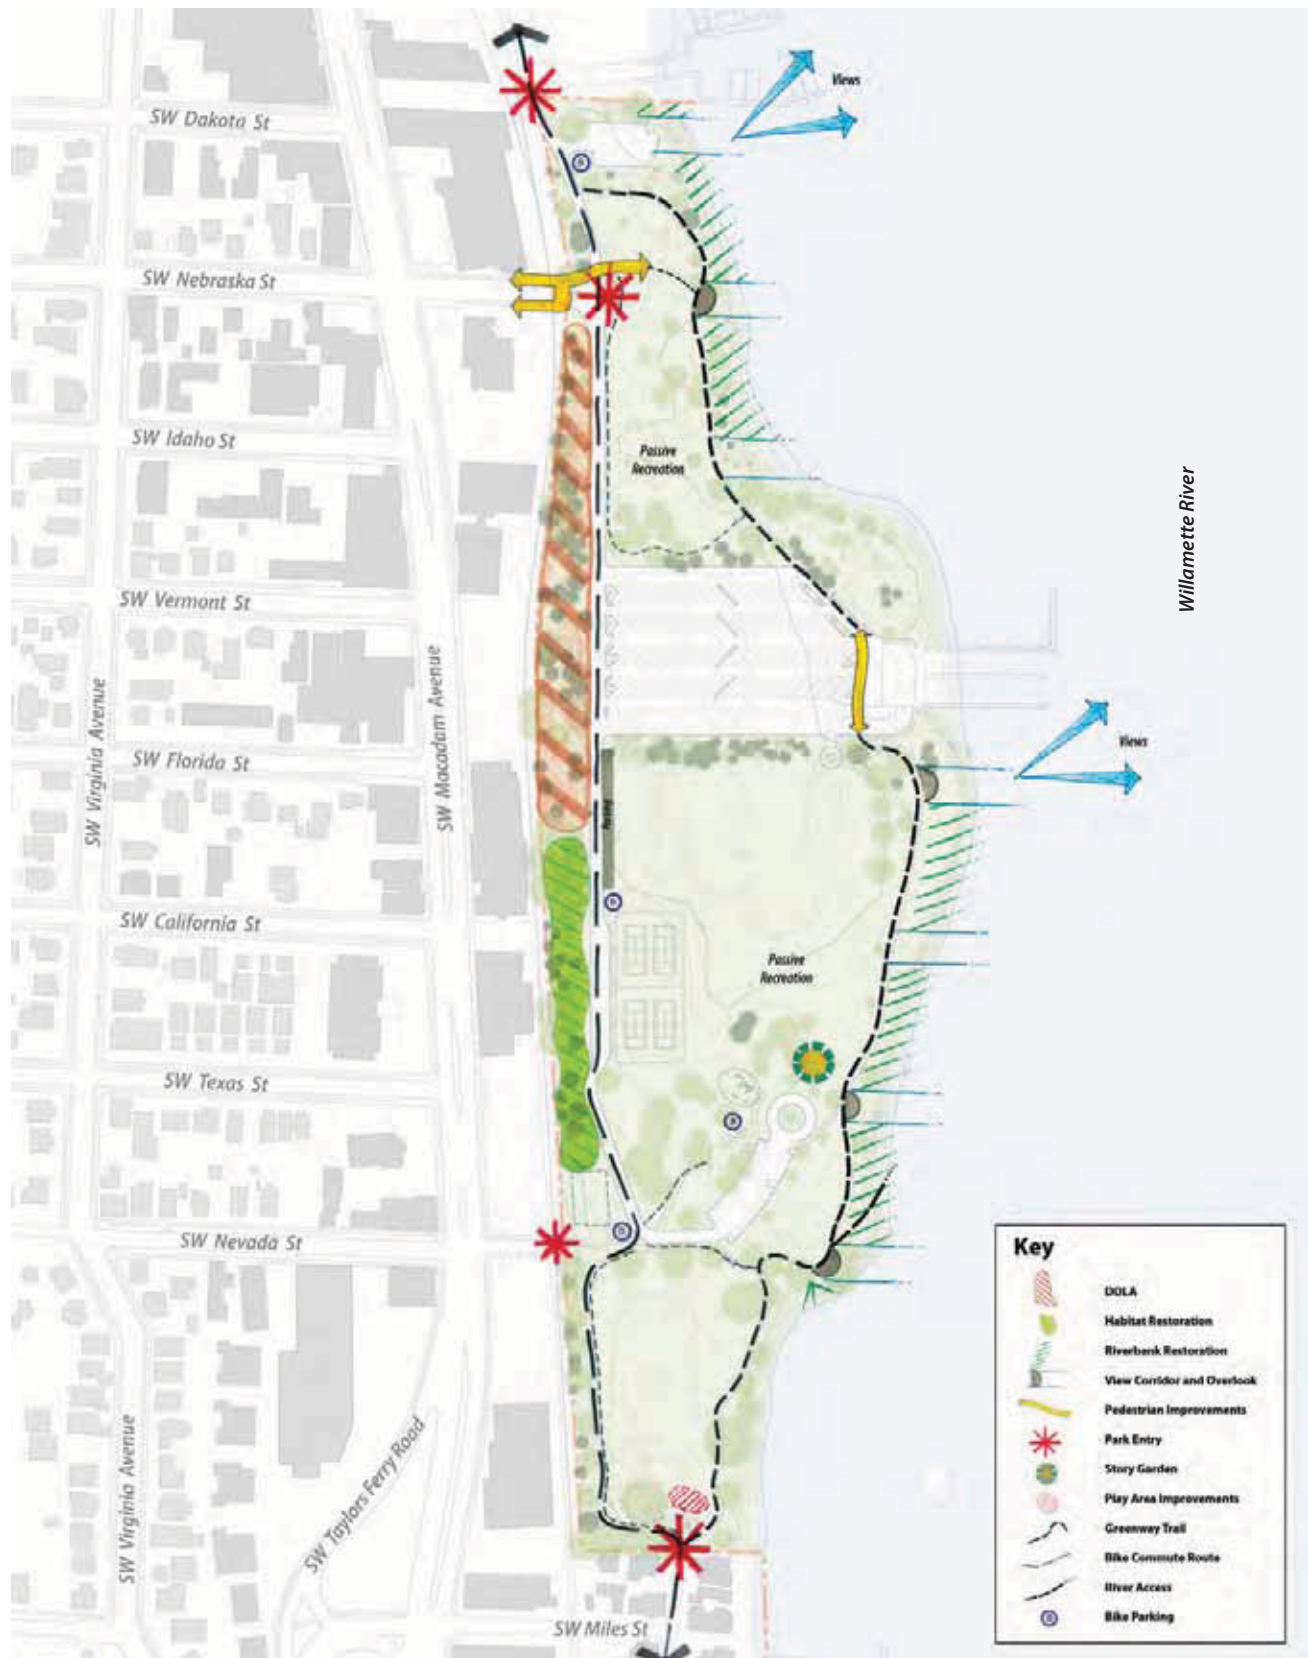 Views
SW Dakota St
SW Nebraska St
Passive
Recreation
SW Idaho St
Willamette River
SW Vermont St
SW Macadam Avenue
SW Virginia Avenue
SW Florida St
Views
SW California St
Passive
Recreation
SW Texas St
SW Nevada St
SW Virginia Avenue
SW Taylors Ferry Road
SW Miles St
Key
DOLA
Habitat Restoration
Riverbank Restoration
View Corridor and Overlook
Pedestrian Improvements
Park Entry
Story Garden
Play Area Improvements
Greenway Trail
Bike Commute Route
River Access
Bike Parking